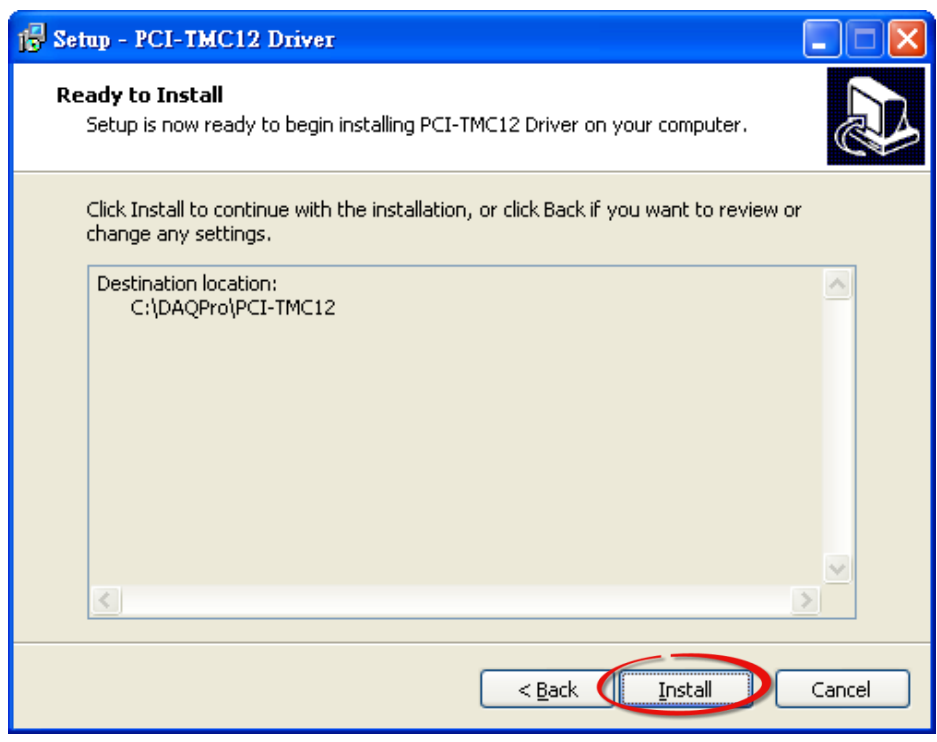 Setup - PCI-TMC12 Driver
Ready to Install
Setup is now ready to begin installing PCI-TMC12 Driver on your computer.
Click Install to continue with the installation, or click Back if you want to review or
change any settings.
Destination location:
C:\DAQPro\PCI-TMC12
< Back
Install
Cancel